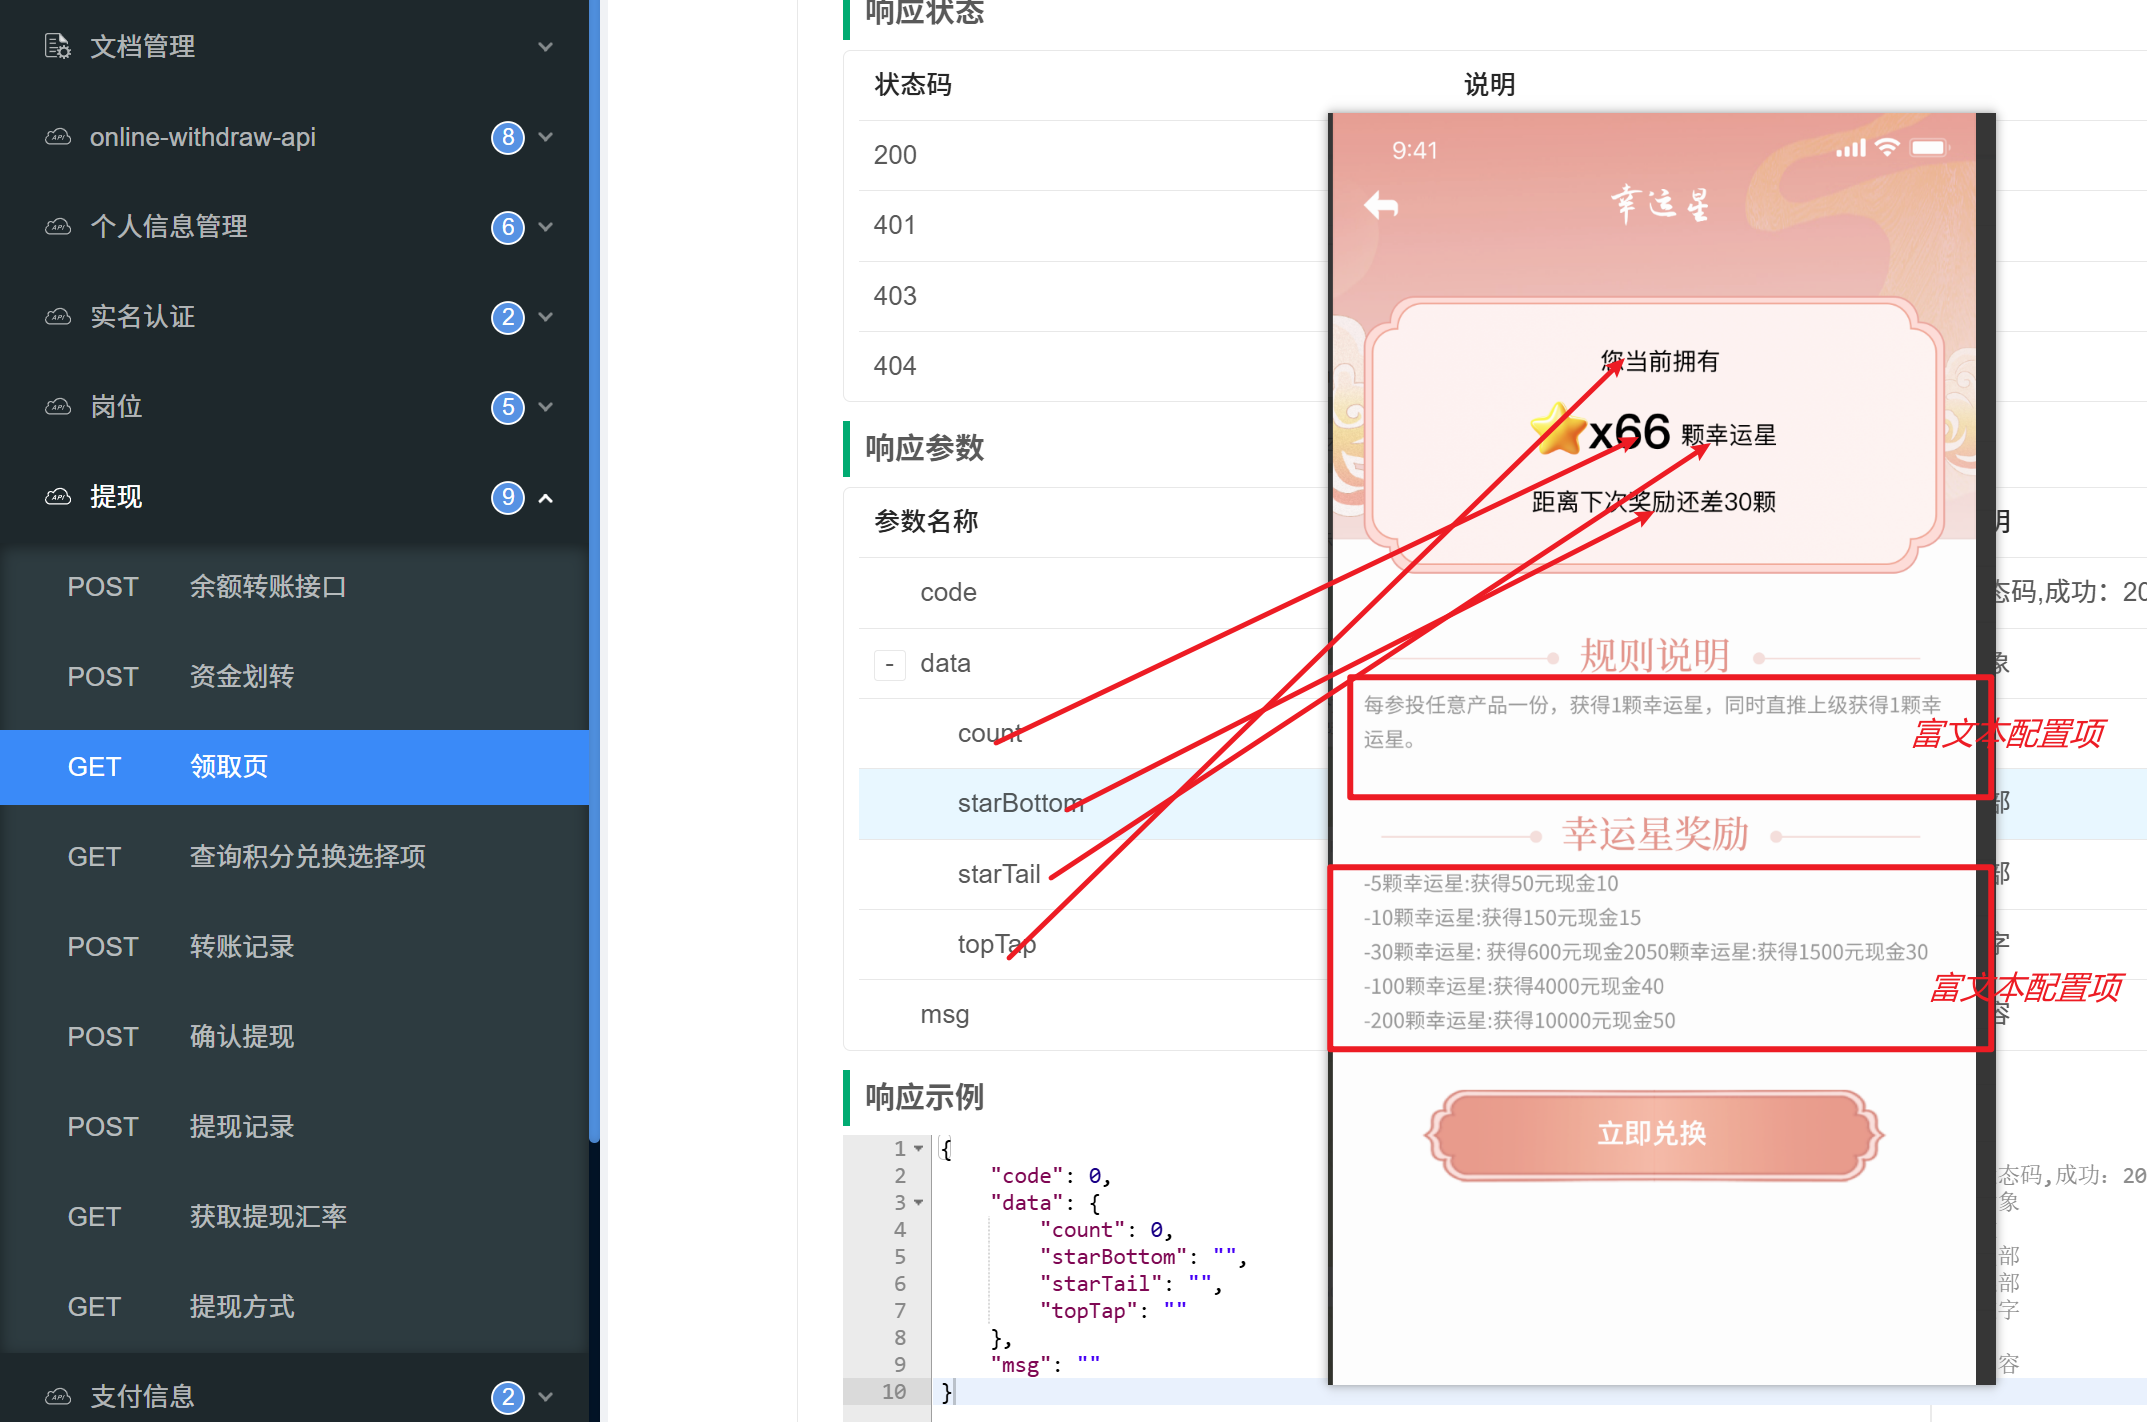 文档管理
online-withdraw-api 8
个人信息管理 6
实名认证 2
岗位 5
提现 9
POST 余额转账接口
POST 资金划转
GET 领取页
GET 查询积分兑换选择项
POST 转账记录
POST 确认提现
POST 提现记录
GET 获取提现汇率
GET 提现方式
支付信息 2
响应状态
状态码 说明
200
401
403
404
响应参数
参数名称 明
code 态码,成功：20
- data 象
count
starBottom 部
starTail 部
topTap 字
msg 容
响应示例
1 {
2 "code": 0, 态码,成功：20
3 "data": { 象
4 "count": 0,
5 "starBottom": "", 部
6 "starTail": "", 部
7 "topTap": "" 字
8 },
9 "msg": "" 容
10 }
9:41
幸运星
您当前拥有
x66 颗幸运星
距离下次奖励还差30颗
规则说明
每参投任意产品一份，获得1颗幸运星，同时直推上级获得1颗幸
运星。
富文本配置项
幸运星奖励
-5颗幸运星:获得50元现金10
-10颗幸运星:获得150元现金15
-30颗幸运星: 获得600元现金2050颗幸运星:获得1500元现金30
-100颗幸运星:获得4000元现金40
-200颗幸运星:获得10000元现金50
富文本配置项
立即兑换